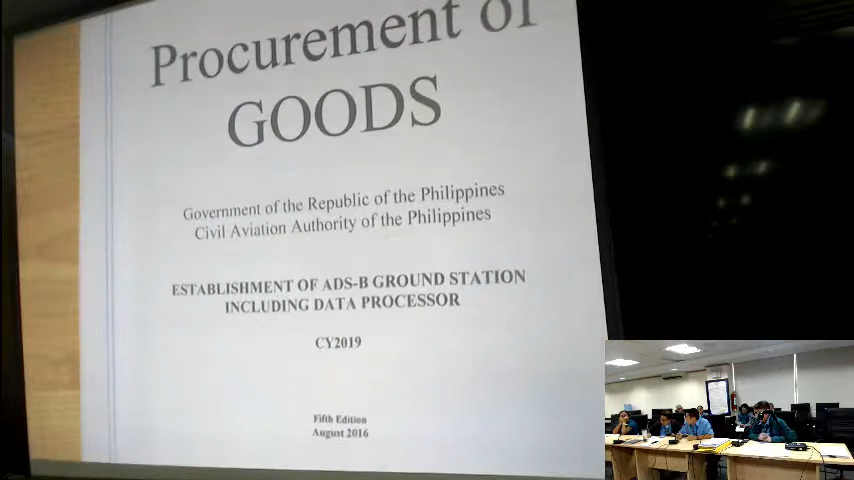 Procurement of
GOODS
Government of the Republic of the Philippines
Civil Aviation Authority of the Philippines
ESTABLISHMENT OF ADS-B GROUND STATION
INCLUDING DATA PROCESSOR
CY2019
Fifth Edition
August 2016